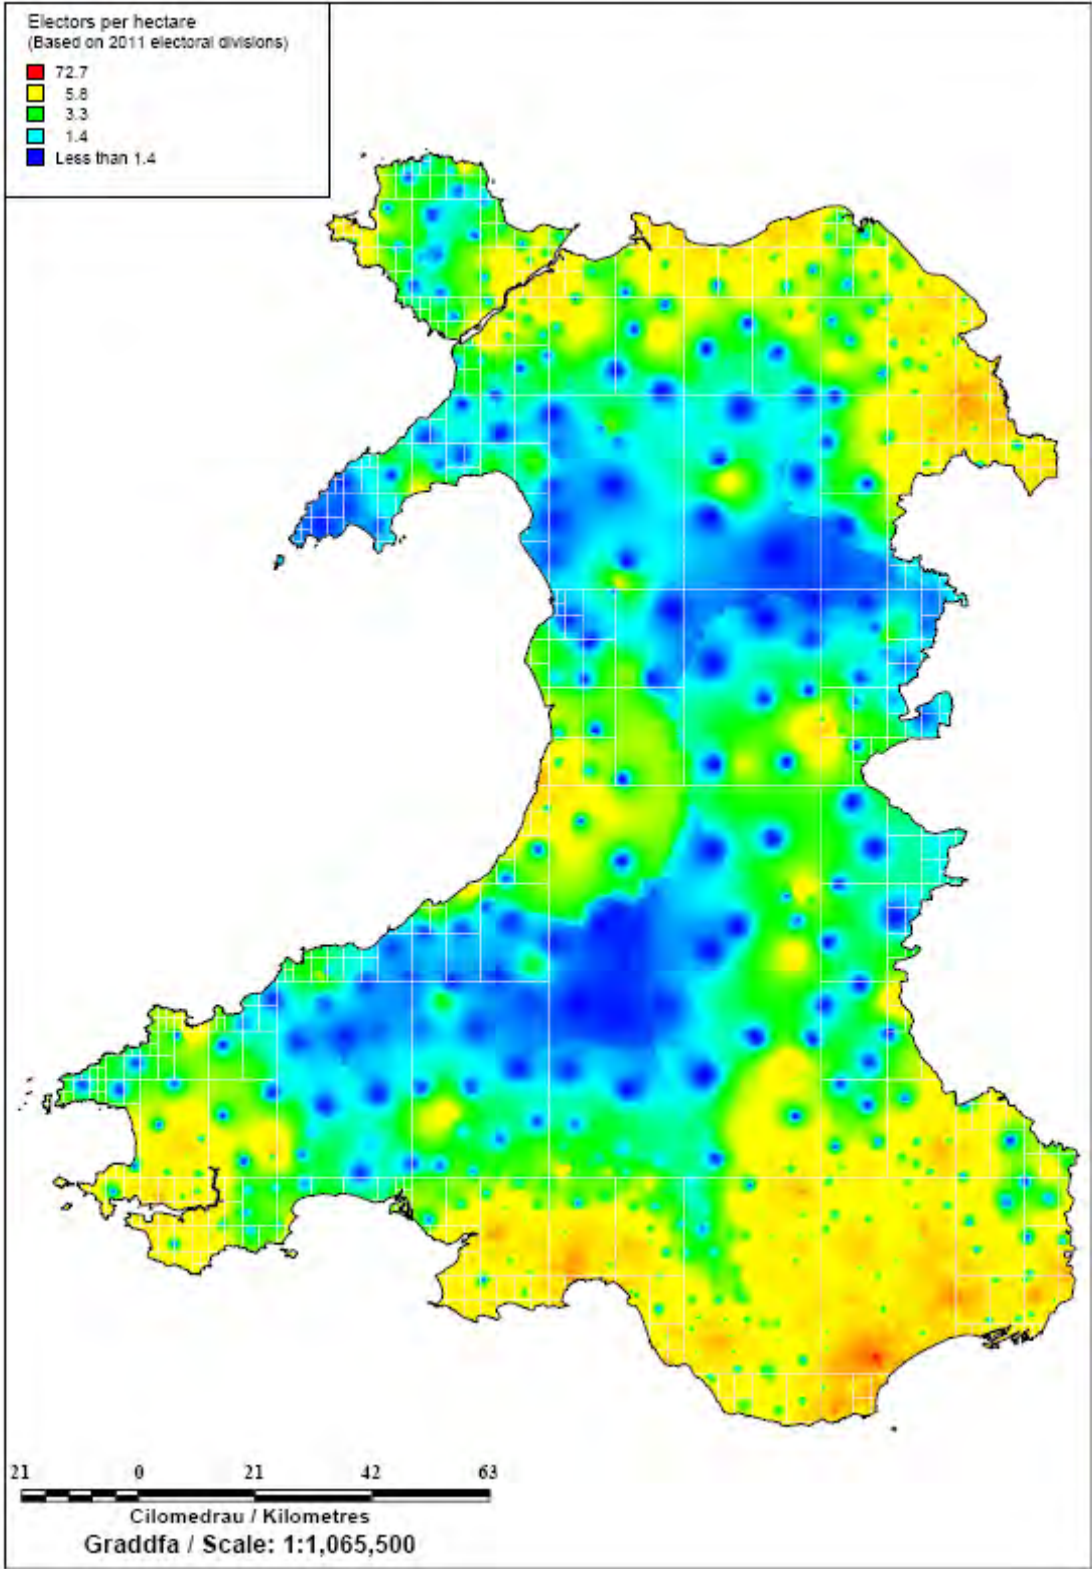 Electors per hectare
(Based on 2011 electoral divisions)
72.7
5.8
3.3
1.4
Less than 1.4
21 0 21 42 63
Cilomedrau / Kilometres
Graddfa / Scale: 1:1,065,500